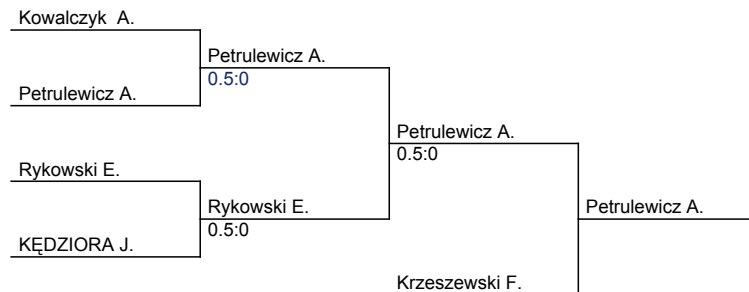 Kowalczyk  A.
Petrulewicz A.
0.5:0
Petrulewicz A.
Petrulewicz A.
0.5:0
Rykowski E.
Rykowski E.
0.5:0
Petrulewicz A.
KĘDZIORA J.
Krzeszewski F.